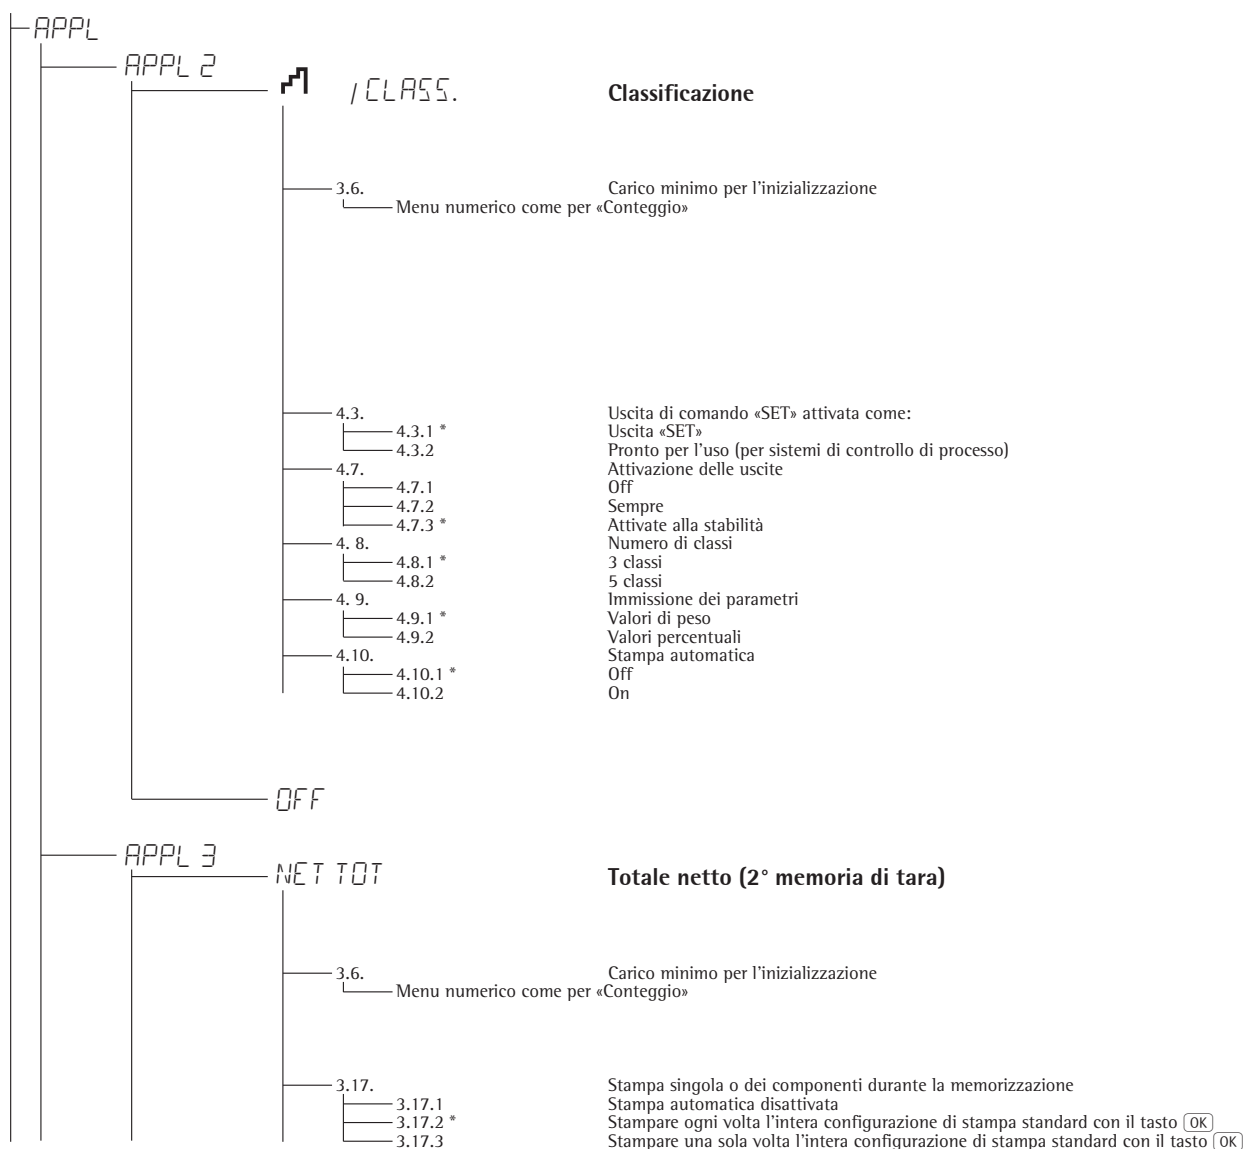 APPL
APPL 2
/ CLASS. Classificazione
3.6. Carico minimo per l'inizializzazione
Menu numerico come per «Conteggio»
4.3. Uscita di comando «SET» attivata come:
4.3.1 * Uscita «SET»
4.3.2 Pronto per l'uso (per sistemi di controllo di processo)
4.7. Attivazione delle uscite
4.7.1 Off
4.7.2 Sempre
4.7.3 * Attivate alla stabilità
4. 8. Numero di classi
4.8.1 * 3 classi
4.8.2 5 classi
4. 9. Immissione dei parametri
4.9.1 * Valori di peso
4.9.2 Valori percentuali
4.10. Stampa automatica
4.10.1 * Off
4.10.2 On
OFF
APPL 3
NET TOT Totale netto (2° memoria di tara)
3.6. Carico minimo per l'inizializzazione
Menu numerico come per «Conteggio»
3.17. Stampa singola o dei componenti durante la memorizzazione
3.17.1 Stampa automatica disattivata
3.17.2 * Stampare ogni volta l'intera configurazione di stampa standard con il tasto OK
3.17.3 Stampare una sola volta l'intera configurazione di stampa standard con il tasto OK